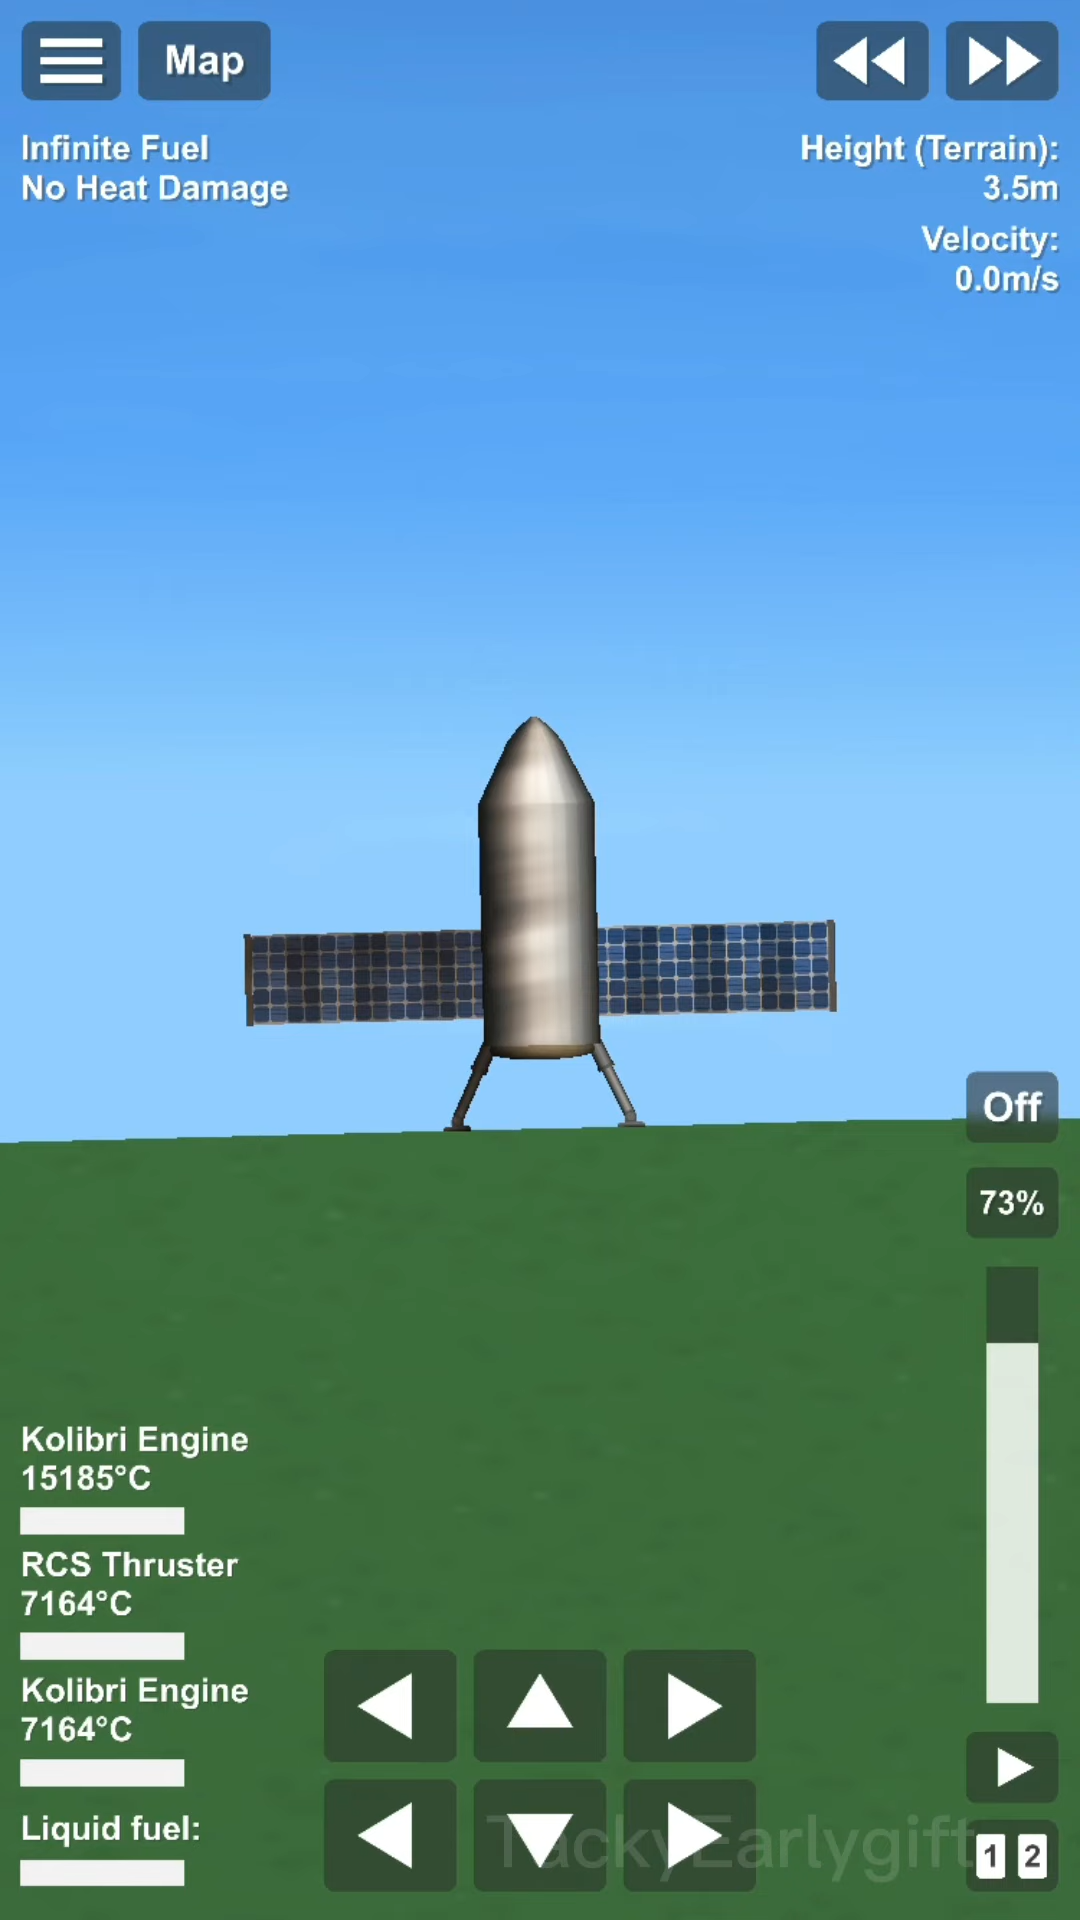 Map
Infinite Fuel
No Heat Damage
Height (Terrain):
3.5m
Velocity:
0.0m/s
Off
73%
Kolibri Engine
15185°C
RCS Thruster
7164°C
Kolibri Engine
7164°C
Liquid fuel:
TackyEarlygift
1 2